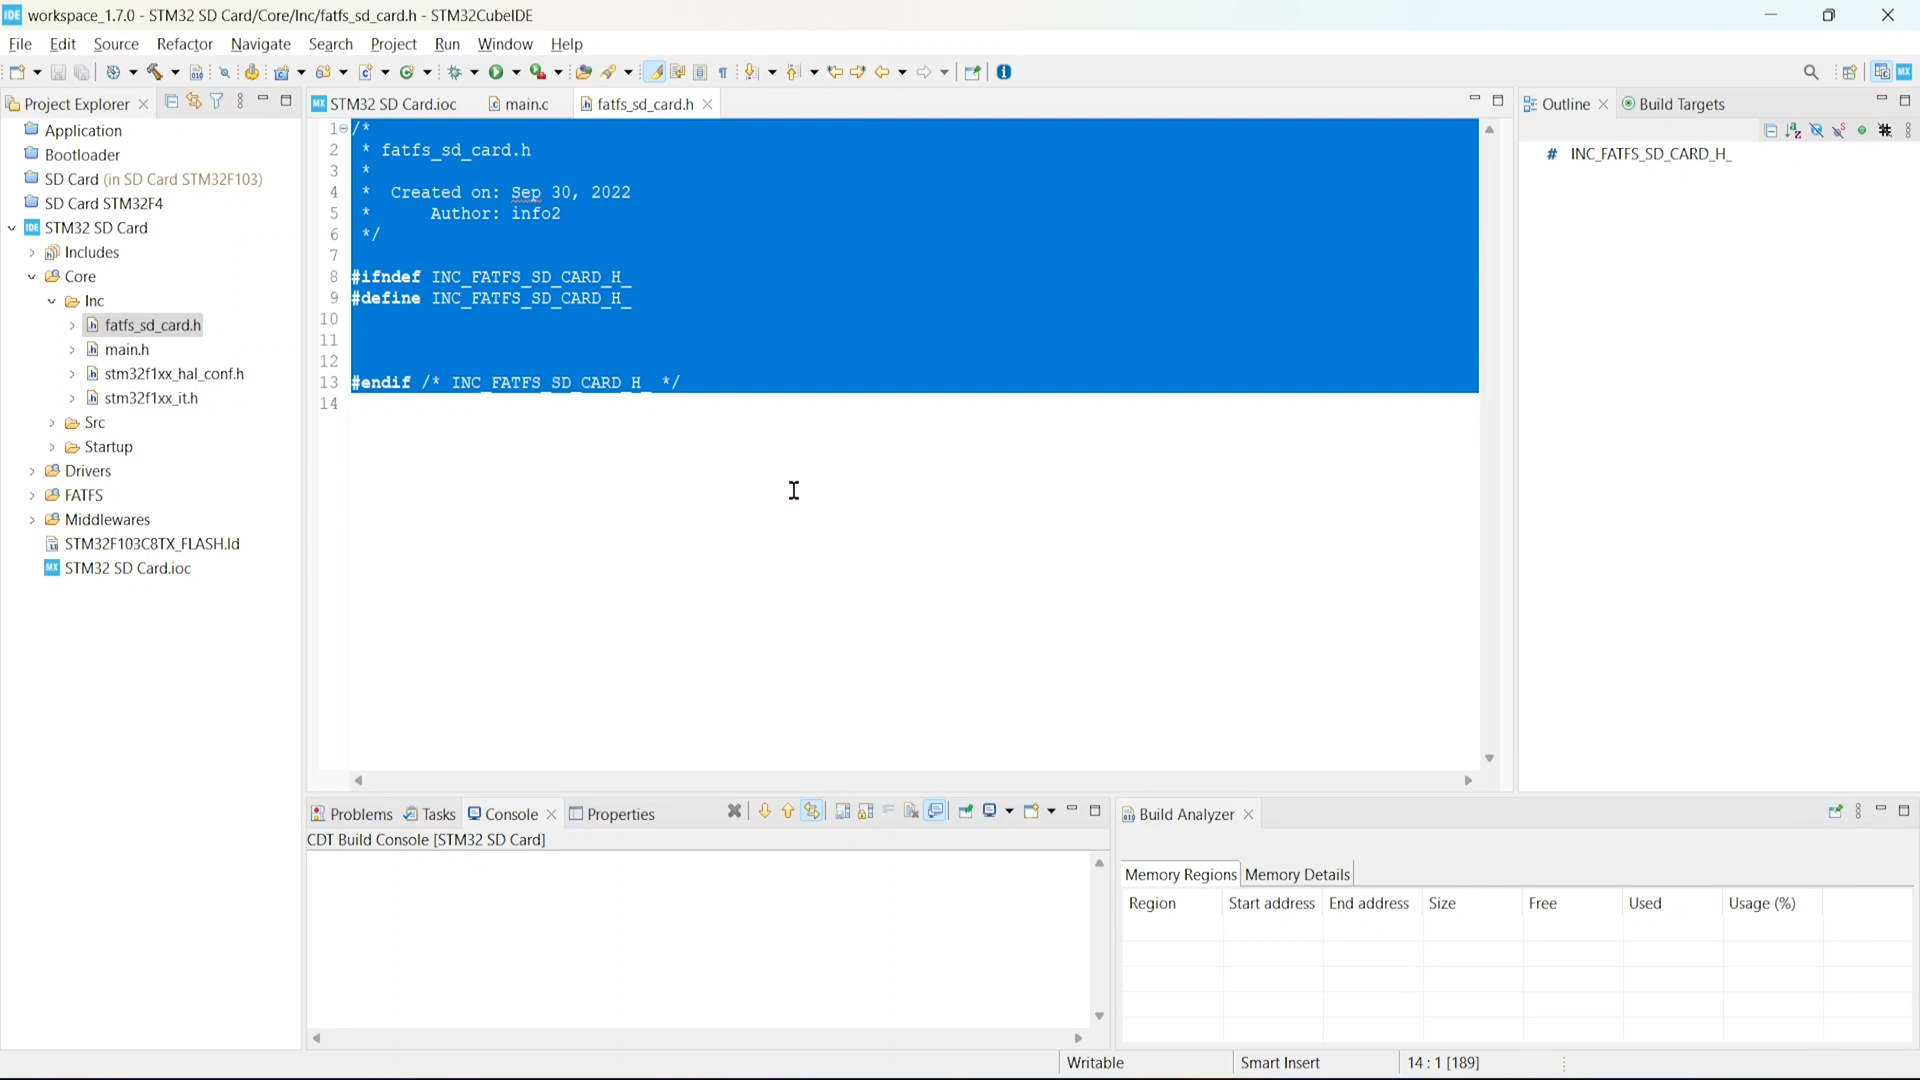 workspace_1.7.0 - STM32 SD Card/Core/Inc/fatfs_sd_card.h - STM32CubeIDE
File Edit Source Refactor Navigate Search Project Run Window Help
Project Explorer
Application
Bootloader
SD Card (in SD Card STM32F103)
SD Card STM32F4
STM32 SD Card
Includes
Core
Inc
fatfs_sd_card.h
main.h
stm32f1xx_hal_conf.h
stm32f1xx_it.h
Src
Startup
Drivers
FATFS
Middlewares
STM32F103C8TX_FLASH.ld
STM32 SD Card.ioc
STM32 SD Card.ioc main.c fatfs_sd_card.h
1 /*
2 * fatfs_sd_card.h
3 *
4 * Created on: Sep 30, 2022
5 * Author: info2
6 */
7
8 #ifndef INC_FATFS_SD_CARD_H_
9 #define INC_FATFS_SD_CARD_H_
10
11
12
13 #endif /* INC_FATFS_SD_CARD_H_ */
14
Outline Build Targets
# INC_FATFS_SD_CARD_H_
Problems Tasks Console Properties
CDT Build Console [STM32 SD Card]
Build Analyzer
Memory Regions Memory Details
Region Start address End address Size Free Used Usage (%)
Writable Smart Insert 14 : 1 [189]